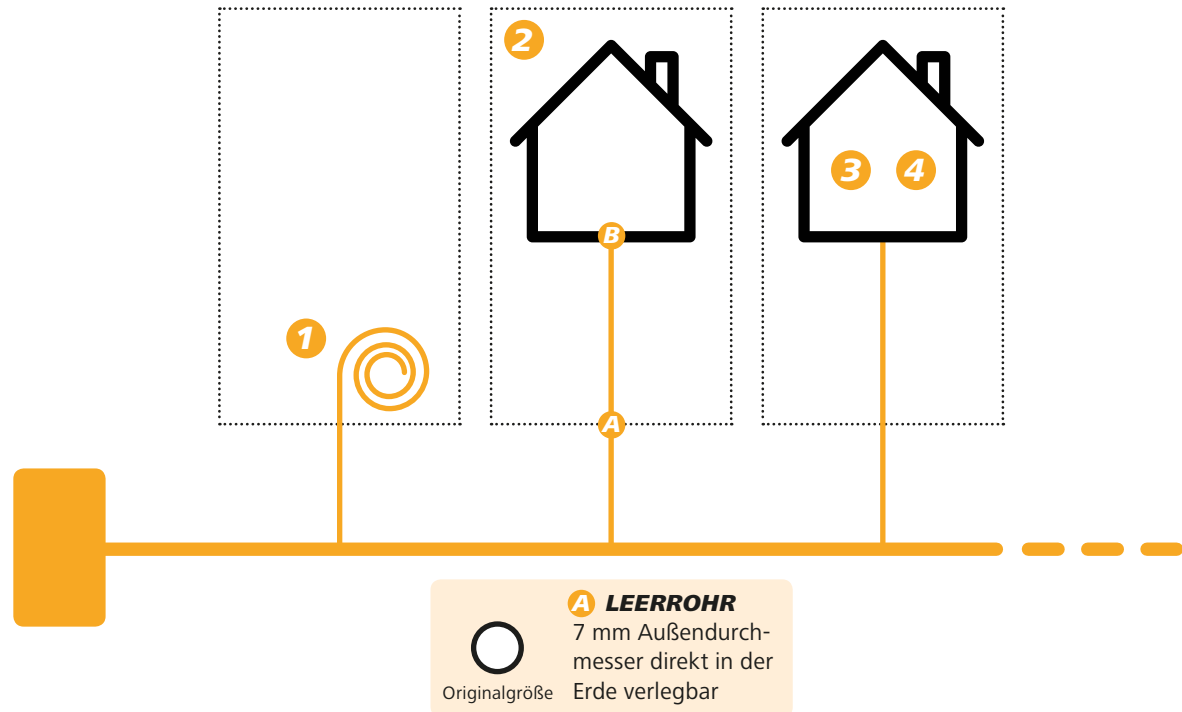 2
3 4
B
1
A
A LEERROHR
7 mm Außendurch-
messer direkt in der
Erde verlegbar
Originalgröße